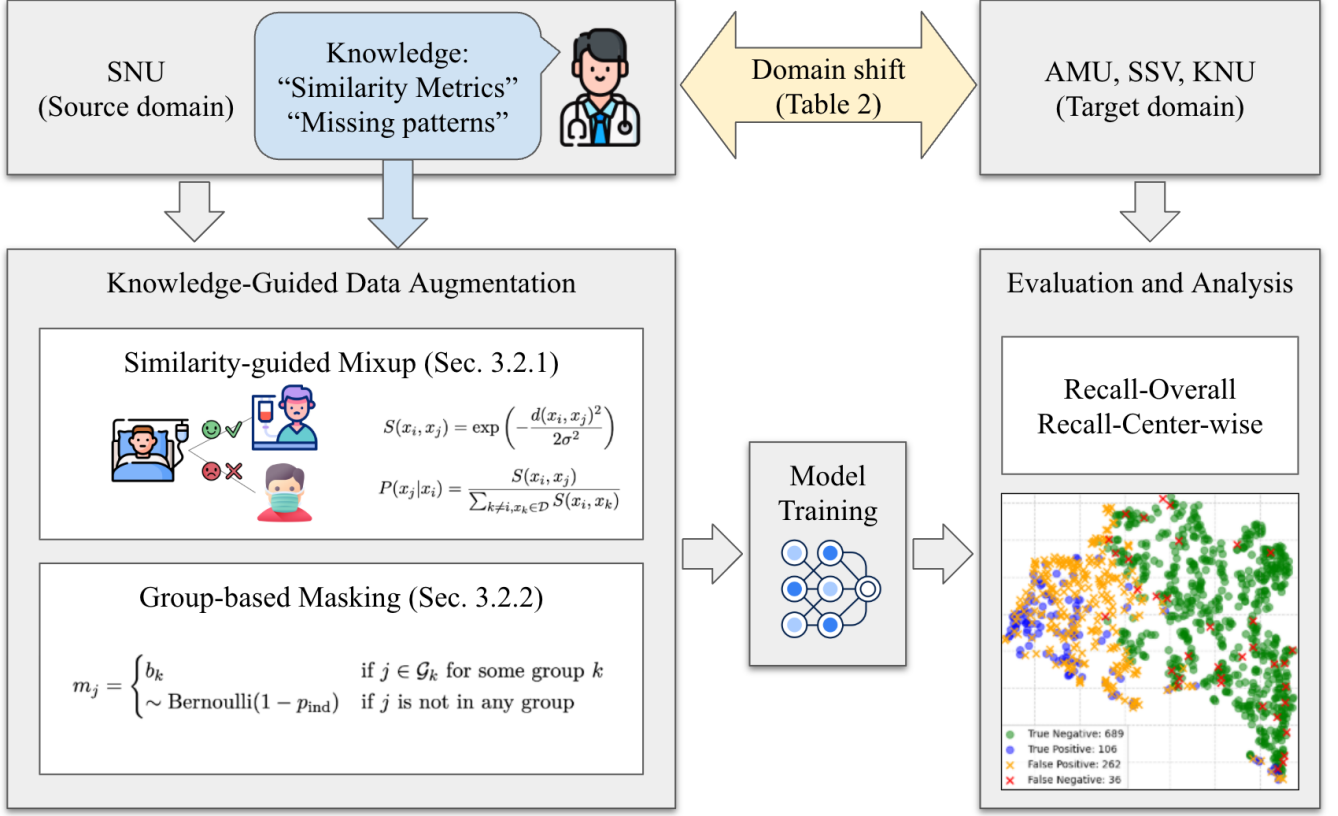 SNU
(Source domain)
Knowledge:
“Similarity Metrics”
“Missing patterns”
Domain shift
(Table 2)
AMU, SSV, KNU
(Target domain)
Knowledge-Guided Data Augmentation
Similarity-guided Mixup (Sec. 3.2.1)
S(x_i, x_j) = exp(−d(x_i, x_j)²/2σ²)
P(x_j|x_i) = S(x_i, x_j)/∑_{k≠i,x_k∈𝒟} S(x_i, x_k)
Group-based Masking (Sec. 3.2.2)
m_j = { b_k if j ∈ 𝒢_k for some group k
∼ Bernoulli(1 − p_ind) if j is not in any group
Model
Training
Evaluation and Analysis
Recall-Overall
Recall-Center-wise
True Negative: 689
True Positive: 106
False Positive: 262
False Negative: 36